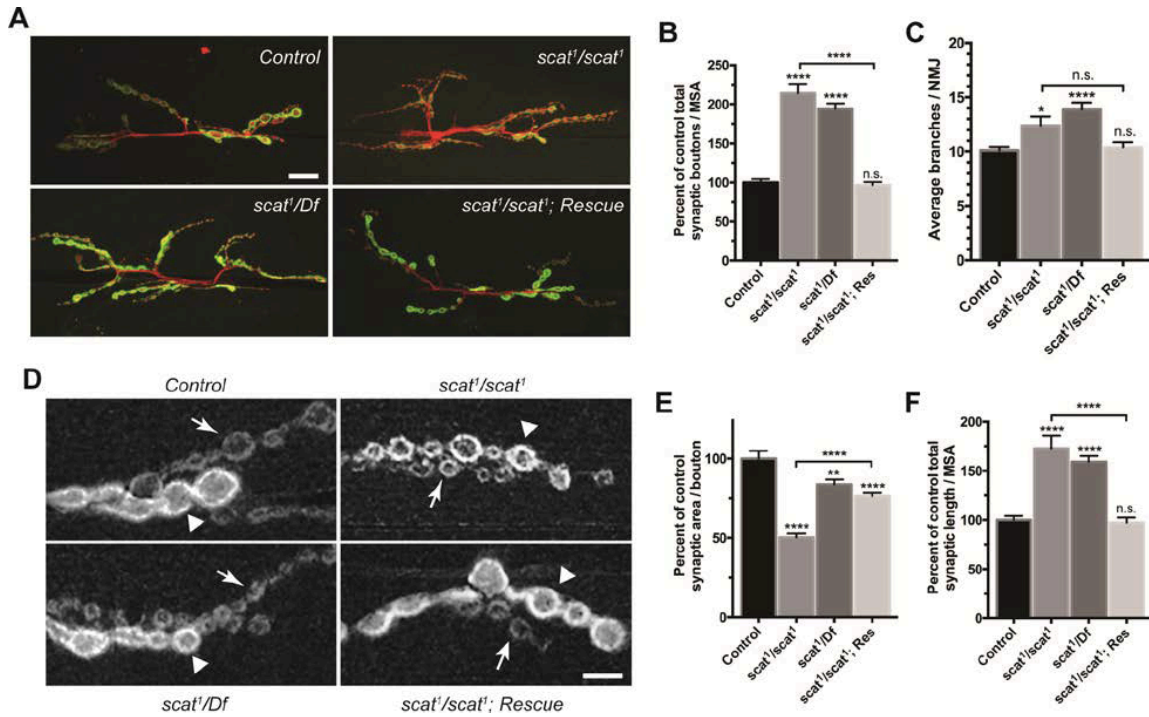 A
Control
scat¹/scat¹
scat¹/Df
scat¹/scat¹; Rescue
B
Percent of control total
synaptic boutons / MSA
250
200
150
100
50
0
****
****
****
n.s.
Control
scat¹/scat¹
scat¹/Df
scat¹/scat¹; Res
C
Average branches / NMJ
20
15
10
5
0
n.s.
*
****
n.s.
Control
scat¹/scat¹
scat¹/Df
scat¹/scat¹; Res
D
Control
scat¹/scat¹
scat¹/Df
scat¹/scat¹; Rescue
E
Percent of control
synaptic area / bouton
100
50
0
****
****
**
****
Control
scat¹/scat¹
scat¹/Df
scat¹/scat¹; Res
F
Percent of control total
synaptic length / MSA
200
150
100
50
0
****
****
****
n.s.
Control
scat¹/scat¹
scat¹/Df
scat¹/scat¹; Res